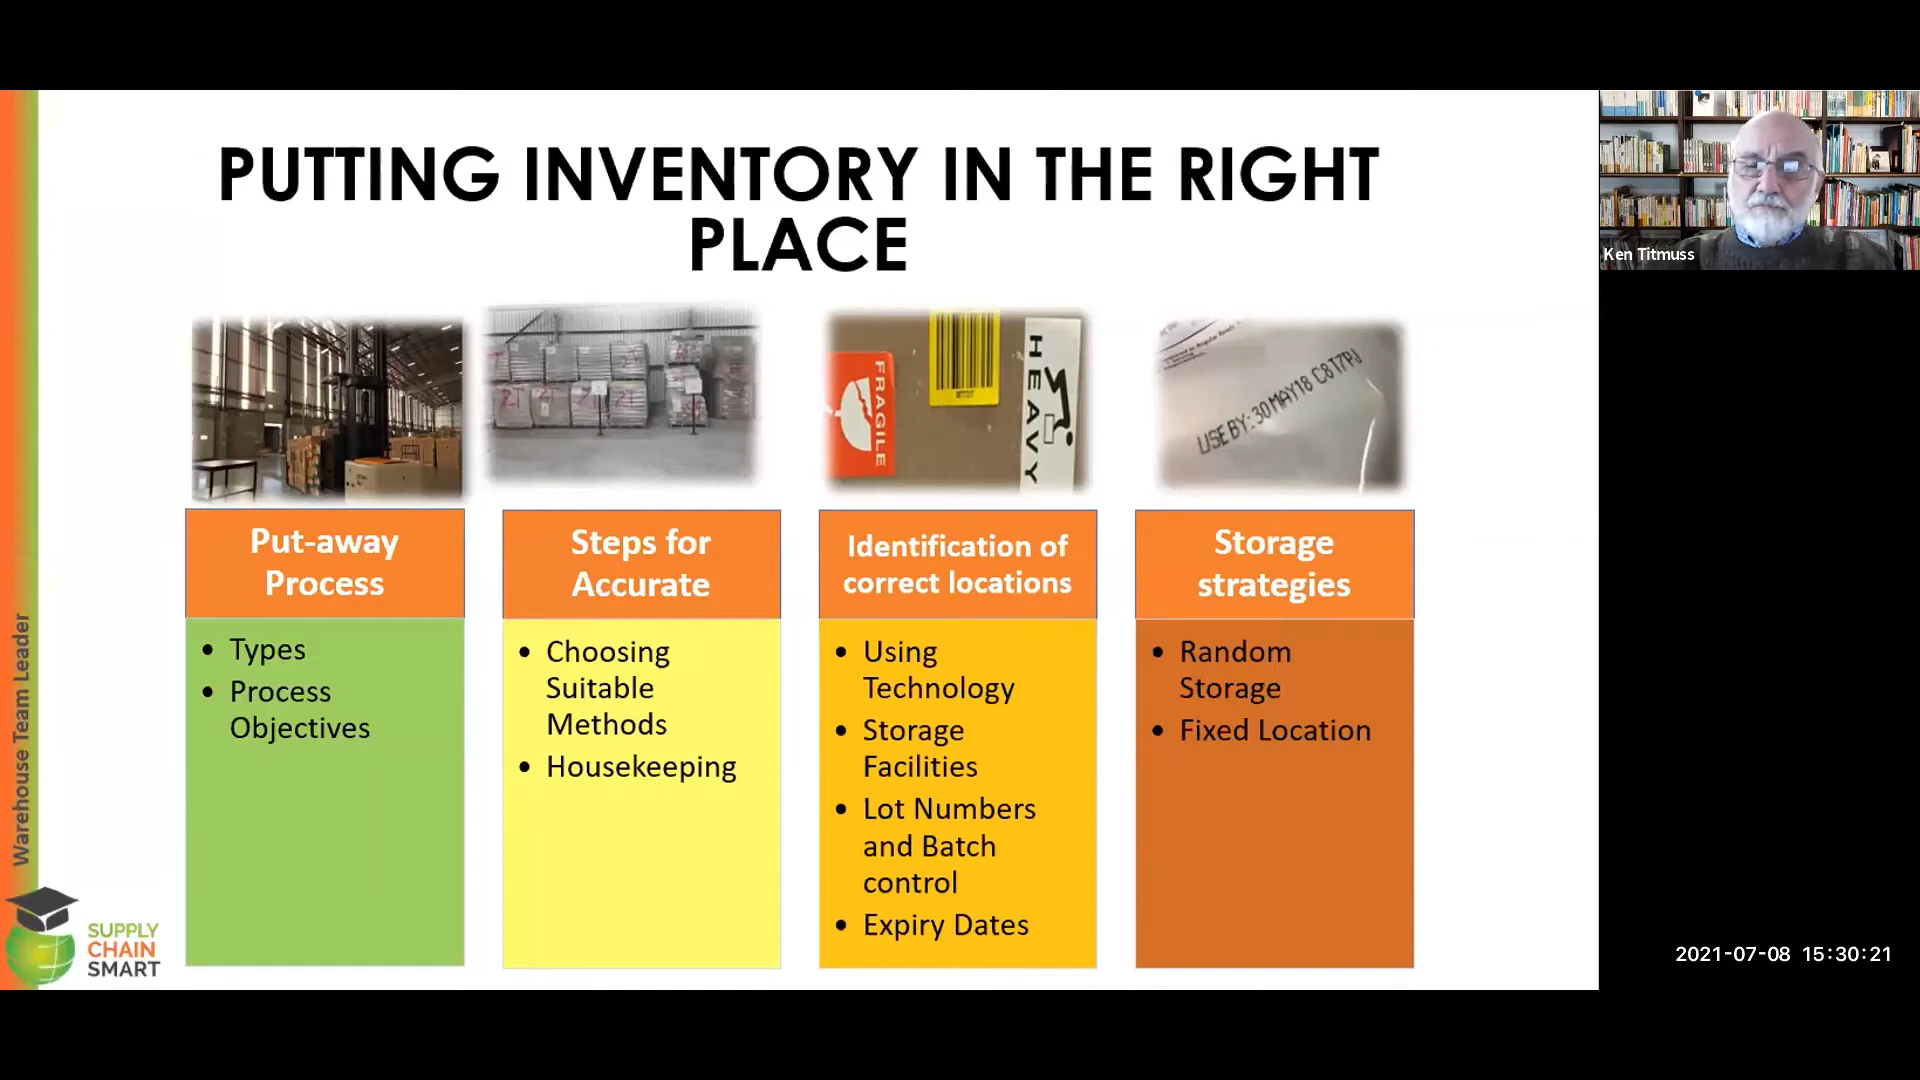 PUTTING INVENTORY IN THE RIGHT
PLACE
Ken Titmuss
FRAGILE
HEAVY
USE BY: 30MAY18 C8T7PJ
Put-away
Process
• Types
• Process
Objectives
Steps for
Accurate
• Choosing
Suitable
Methods
• Housekeeping
Identification of
correct locations
• Using
Technology
• Storage
Facilities
• Lot Numbers
and Batch
control
• Expiry Dates
Storage
strategies
• Random
Storage
• Fixed Location
Warehouse Team Leader
SUPPLY
CHAIN
SMART
2021-07-08 15:30:21